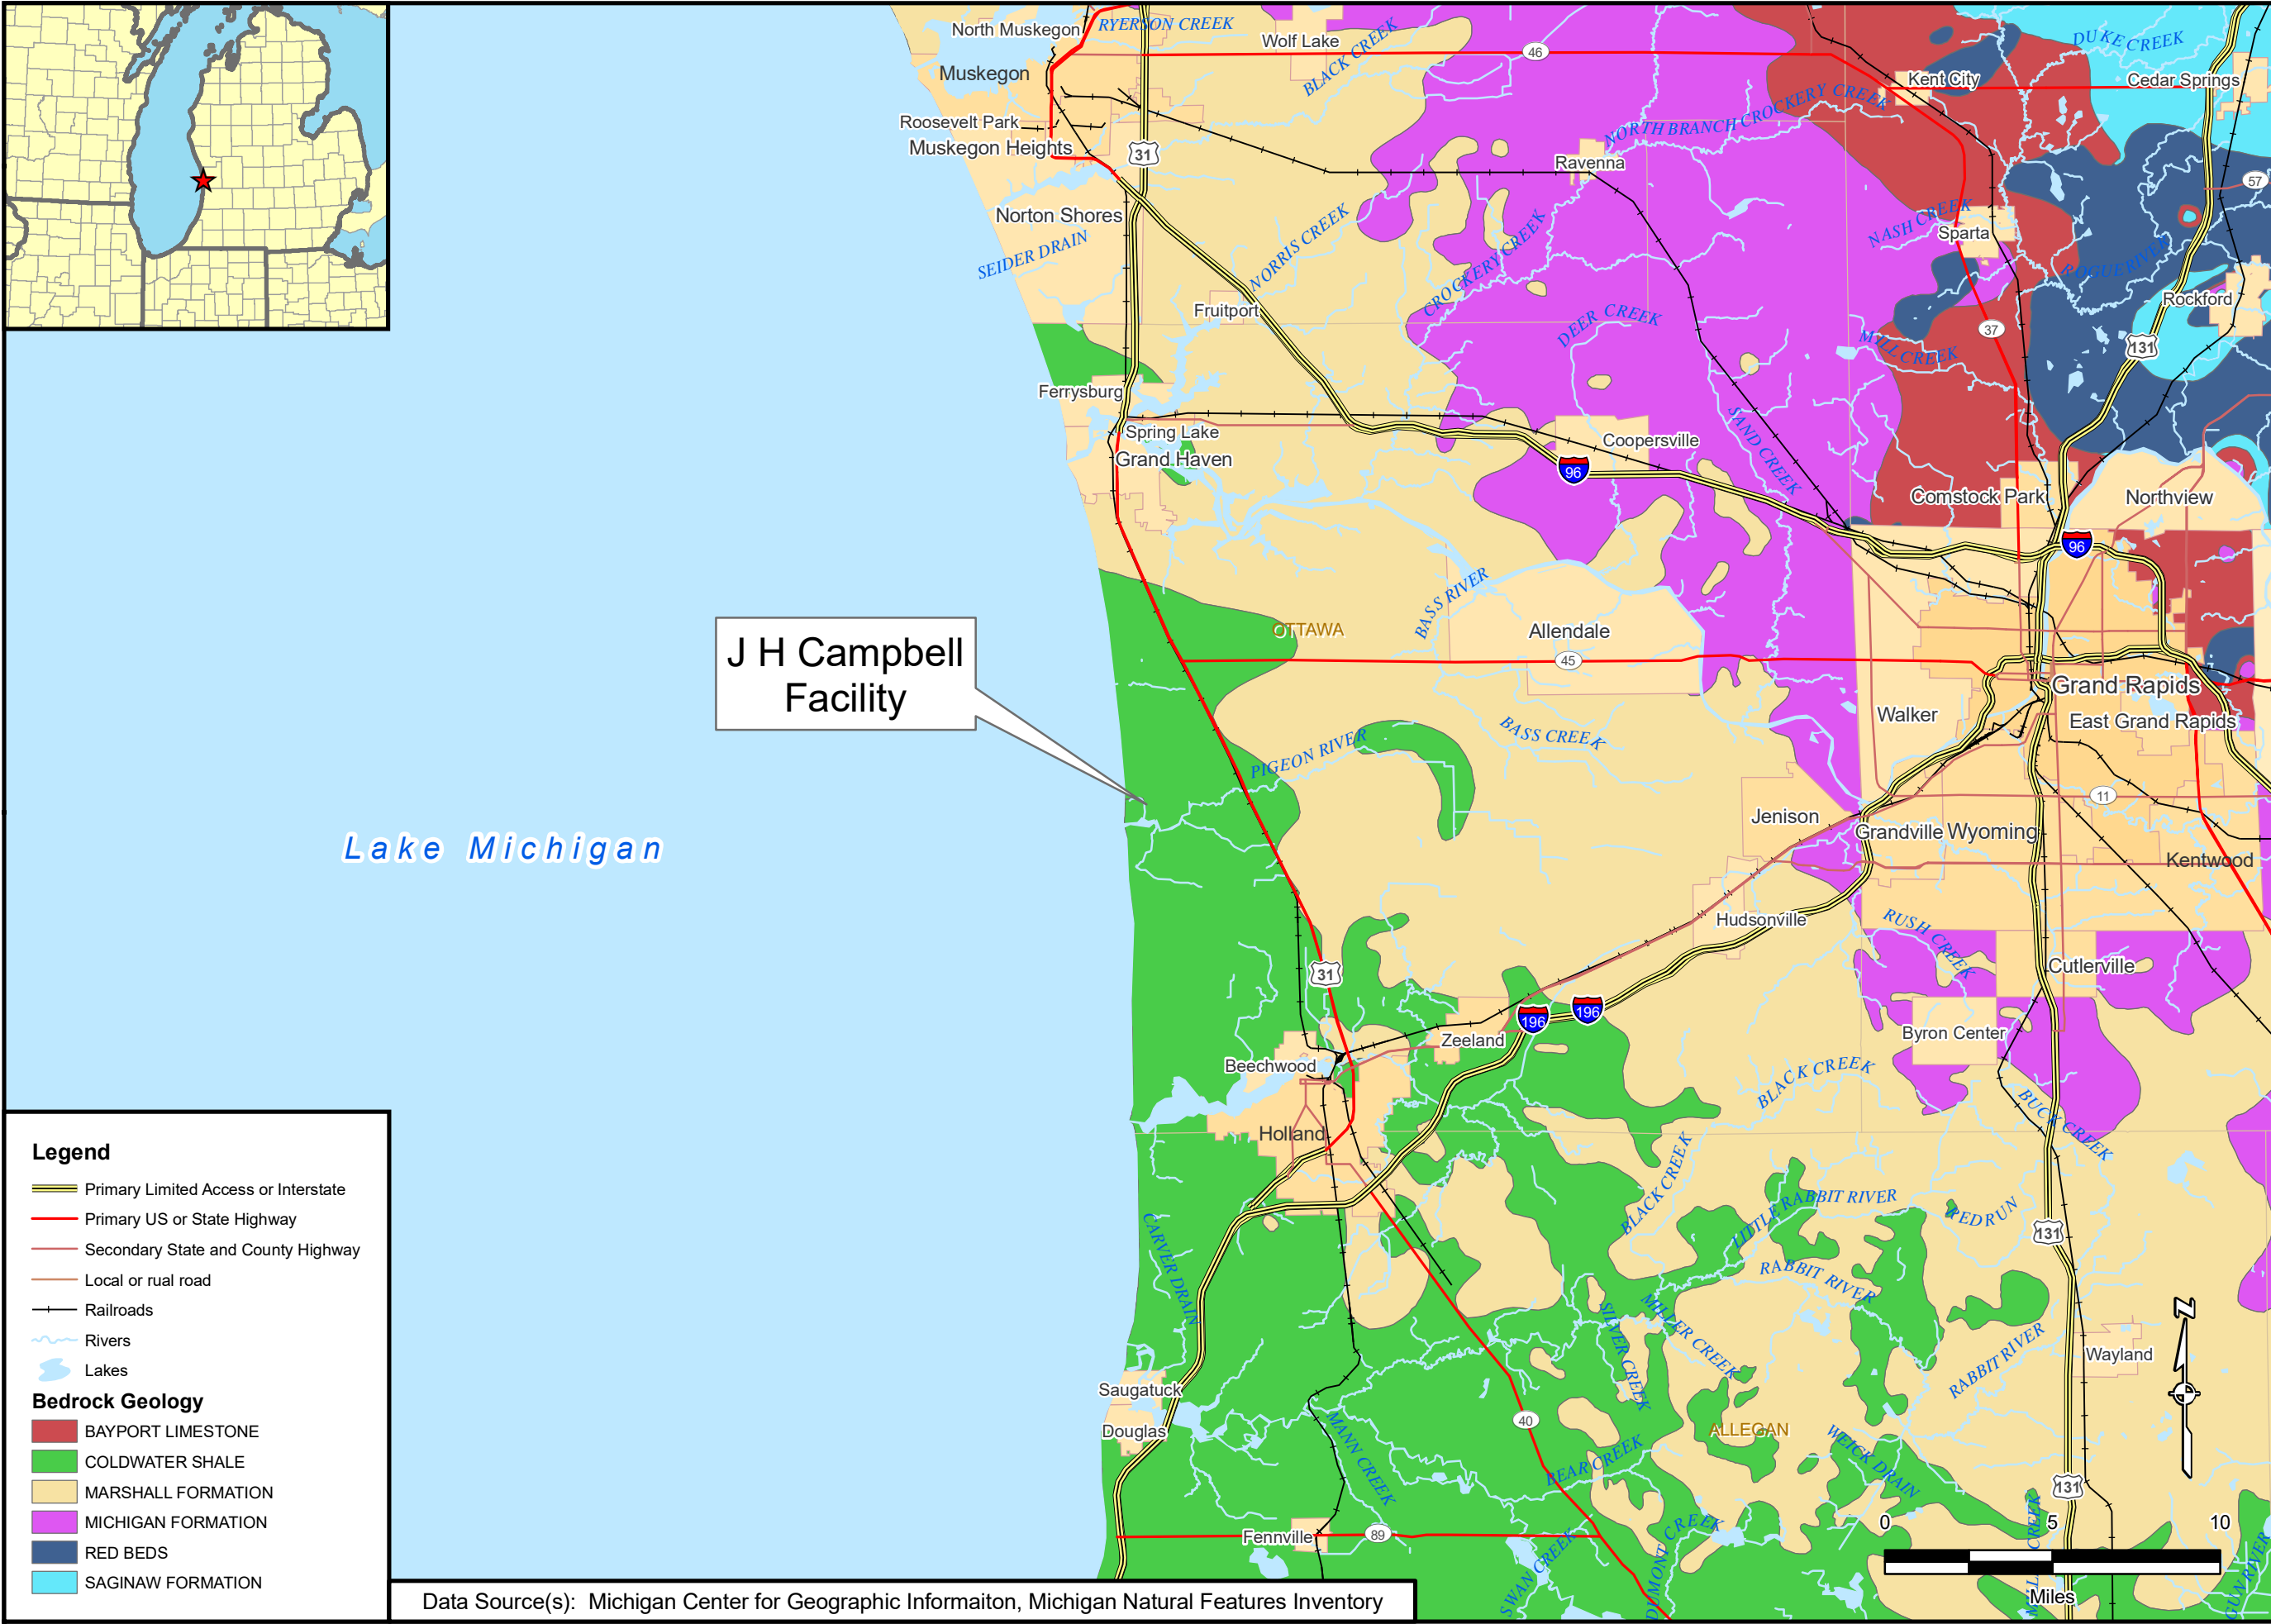 North Muskegon
RYERSON CREEK
Wolf Lake
BLACK CREEK
46
DUKE CREEK
Muskegon
Kent City
Cedar Springs
Roosevelt Park
NORTH BRANCH CROCKERY CREEK
Muskegon Heights
31
Ravenna
57
Norton Shores
NASH CREEK
Sparta
SEIDER DRAIN
NORRIS CREEK
CROCKERY CREEK
ROGUE RIVER
Rockford
Fruitport
DEER CREEK
37
MILL CREEK
131
Ferrysburg
Spring Lake
Grand Haven
Coopersville
SAND CREEK
96
Comstock Park
Northview
96
BASS RIVER
OTTAWA
Allendale
45
J H Campbell
Facility
Grand Rapids
Walker
East Grand Rapids
PIGEON RIVER
BASS CREEK
11
Jenison
Grandville
Wyoming
Lake Michigan
Kentwood
Hudsonville
RUSH CREEK
31
Cutlerville
196
196
Zeeland
Byron Center
Beechwood
BLACK CREEK
BUCK CREEK
Holland
BLACK CREEK
LITTLE RABBIT RIVER
RED RUN
131
CARVER DRAIN
RABBIT RIVER
SILVER CREEK
MILLER CREEK
RABBIT RIVER
Wayland
Saugatuck
Douglas
MANN CREEK
40
ALLEGAN
BEAR CREEK
WEICK DRAIN
131
Fennville
89
SWAN CREEK
DUMONT CREEK
GUN RIVER
N
0
5
10
Miles
Legend
Primary Limited Access or Interstate
Primary US or State Highway
Secondary State and County Highway
Local or rual road
Railroads
Rivers
Lakes
Bedrock Geology
BAYPORT LIMESTONE
COLDWATER SHALE
MARSHALL FORMATION
MICHIGAN FORMATION
RED BEDS
SAGINAW FORMATION
Data Source(s): Michigan Center for Geographic Informaiton, Michigan Natural Features Inventory